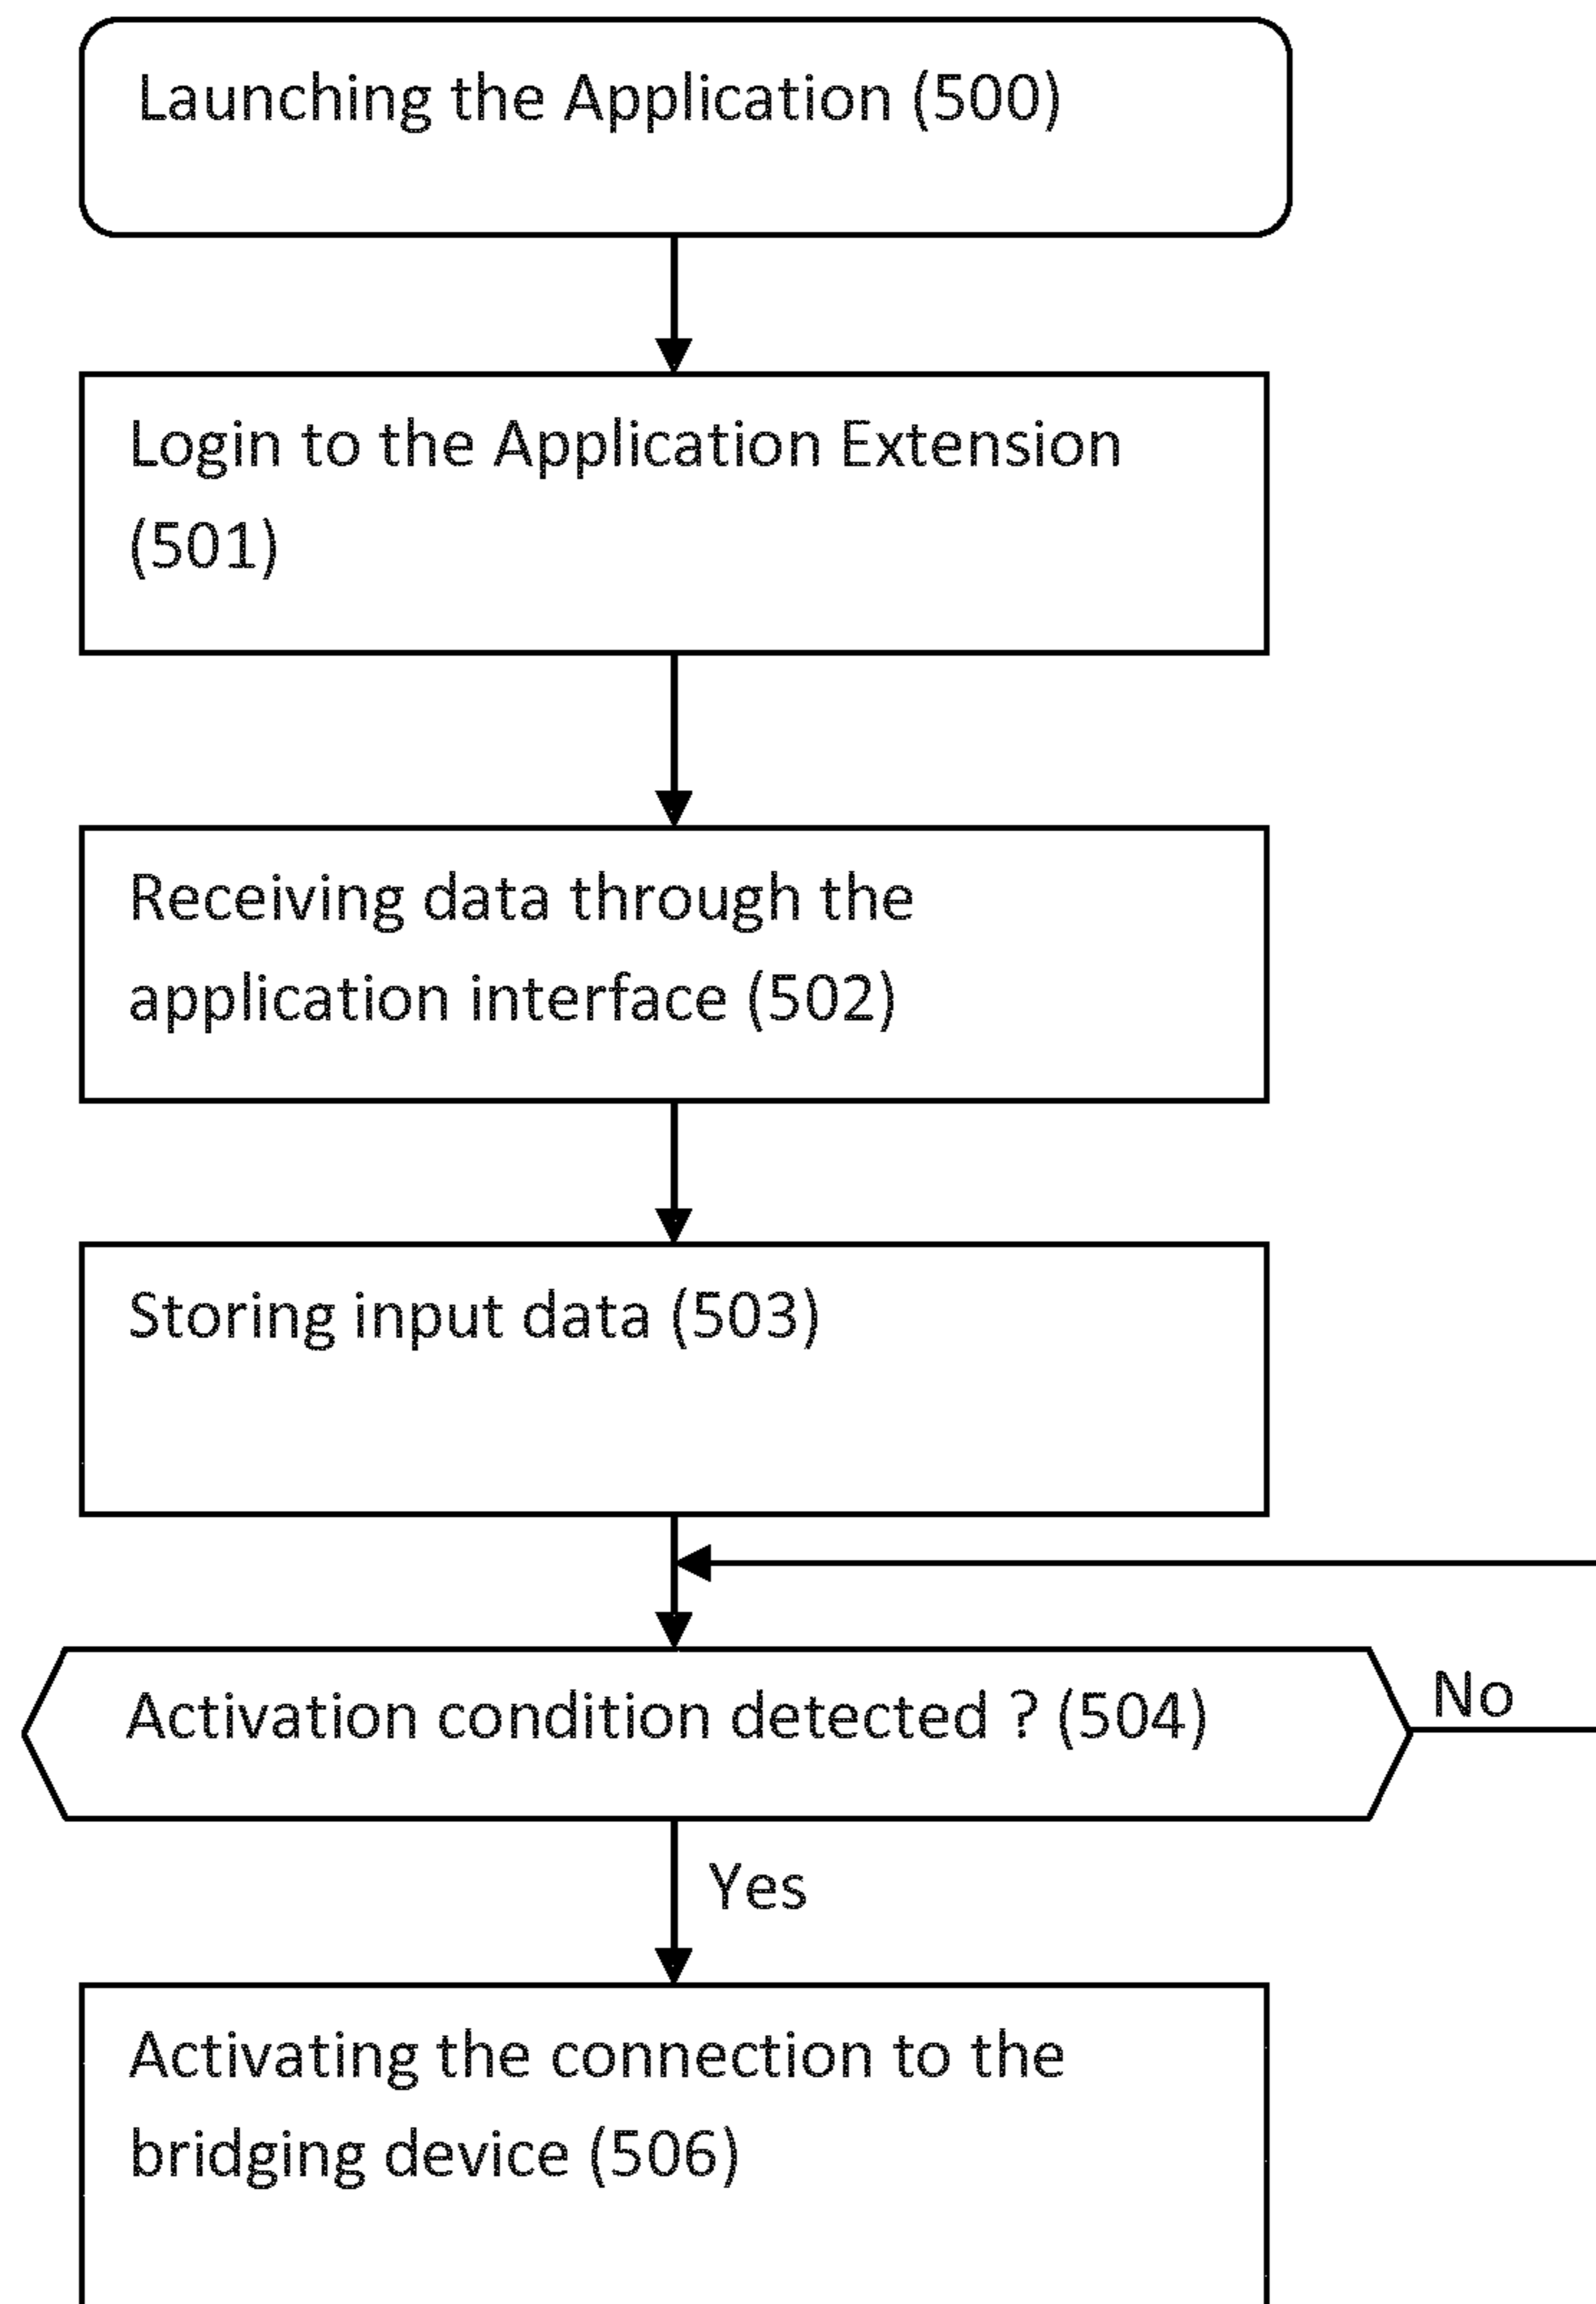 Launching the Application (500)
Login to the Application Extension
(501)
Receiving data through the
application interface (502)
Storing input data (503)
Activation condition detected ? (504)
No
Yes
Activating the connection to the
bridging device (506)